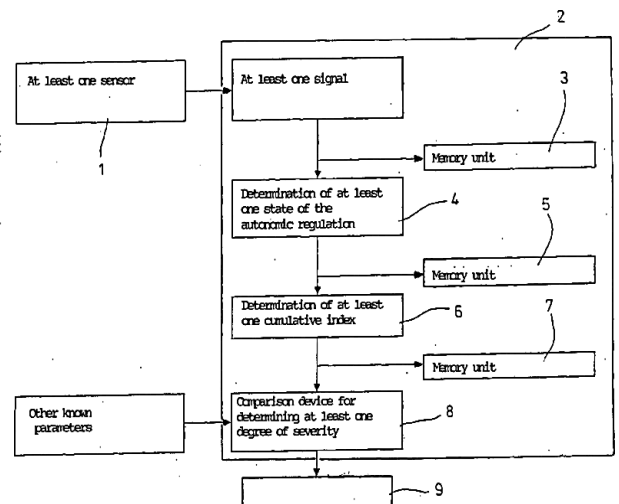 2
At least one sensor
1
At least one signal
3
Memory unit
Determination of at least
one state of the
autonomic regulation
4
5
Memory unit
Determination of at least
one cumulative index
6
7
Memory unit
Other known
parameters
Comparison device for
determining at least one
degree of severity
8
9